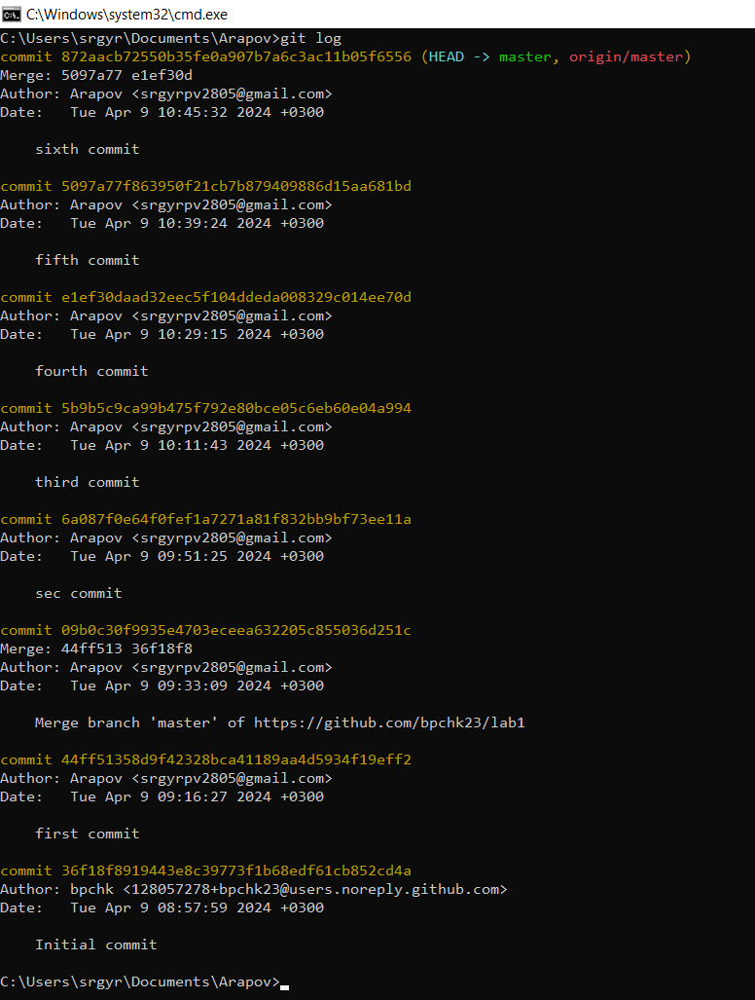 C:\Windows\system32\cmd.exe
C:\Users\srgyr\Documents\Arapov>git log
commit 872aacb72550b35fe0a907b7a6c3ac11b05f6556 (HEAD -> master, origin/master)
Merge: 5097a77 e1ef30d
Author: Arapov <srgyrpv2805@gmail.com>
Date:   Tue Apr 9 10:45:32 2024 +0300
    sixth commit
commit 5097a77f863950f21cb7b879409886d15aa681bd
Author: Arapov <srgyrpv2805@gmail.com>
Date:   Tue Apr 9 10:39:24 2024 +0300
    fifth commit
commit e1ef30daad32eec5f104ddeda008329c014ee70d
Author: Arapov <srgyrpv2805@gmail.com>
Date:   Tue Apr 9 10:29:15 2024 +0300
    fourth commit
commit 5b9b5c9ca99b475f792e80bce05c6eb60e04a994
Author: Arapov <srgyrpv2805@gmail.com>
Date:   Tue Apr 9 10:11:43 2024 +0300
    third commit
commit 6a087f0e64f0fef1a7271a81f832bb9bf73ee11a
Author: Arapov <srgyrpv2805@gmail.com>
Date:   Tue Apr 9 09:51:25 2024 +0300
    sec commit
commit 09b0c30f9935e4703eceea632205c855036d251c
Merge: 44ff513 36f18f8
Author: Arapov <srgyrpv2805@gmail.com>
Date:   Tue Apr 9 09:33:09 2024 +0300
    Merge branch 'master' of https://github.com/bpchk23/lab1
commit 44ff51358d9f42328bca41189aa4d5934f19eff2
Author: Arapov <srgyrpv2805@gmail.com>
Date:   Tue Apr 9 09:16:27 2024 +0300
    first commit
commit 36f18f8919443e8c39773f1b68edf61cb852cd4a
Author: bpchk <128057278+bpchk23@users.noreply.github.com>
Date:   Tue Apr 9 08:57:59 2024 +0300
    Initial commit
C:\Users\srgyr\Documents\Arapov>